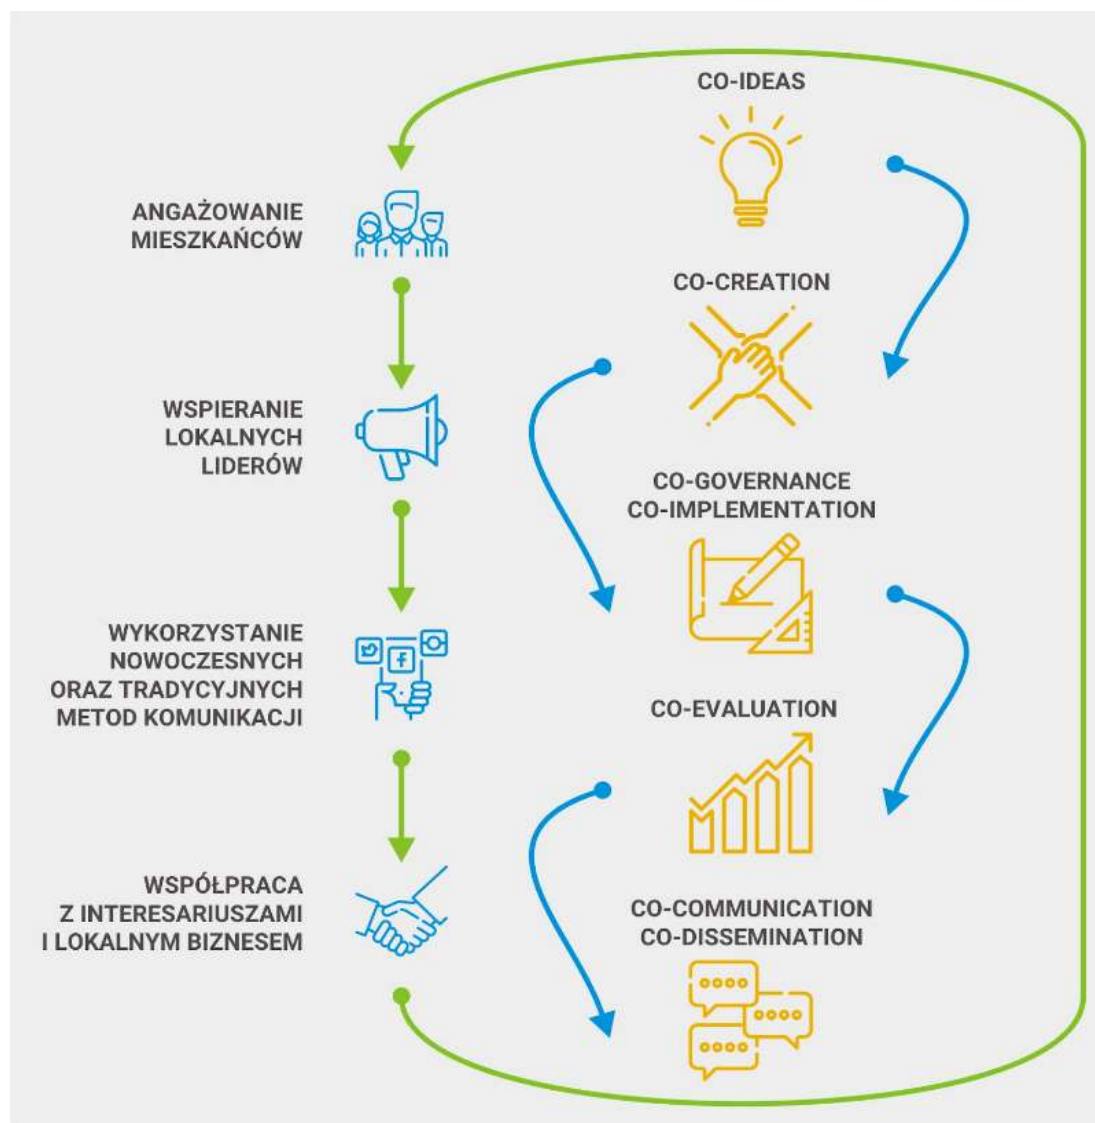 CO-IDEAS
ANGAŻOWANIE
MIESZKAŃCÓW
CO-CREATION
WSPIERANIE
LOKALNYCH
LIDERÓW
CO-GOVERNANCE
CO-IMPLEMENTATION
WYKORZYSTANIE
NOWOCZESNYCH
ORAZ TRADYCYJNYCH
METOD KOMUNIKACJI
CO-EVALUATION
WSPÓŁPRACA
Z INTERESARIUSZAMI
I LOKALNYM BIZNESEM
CO-COMMUNICATION
CO-DISSEMINATION